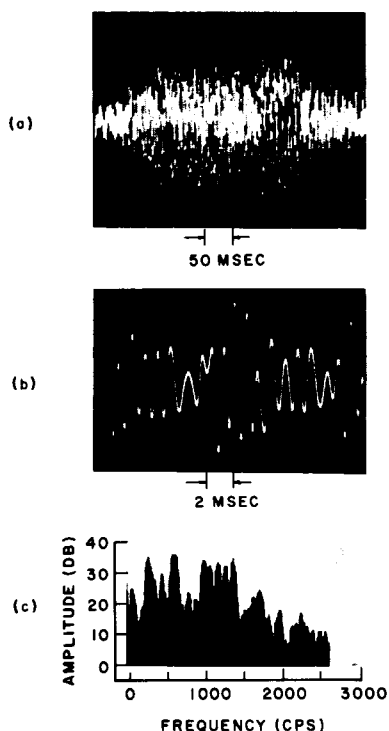 (a)
50 MSEC
(b)
2 MSEC
(c)
AMPLITUDE (DB)
40
30
20
10
0
0 1000 2000 3000
FREQUENCY (CPS)